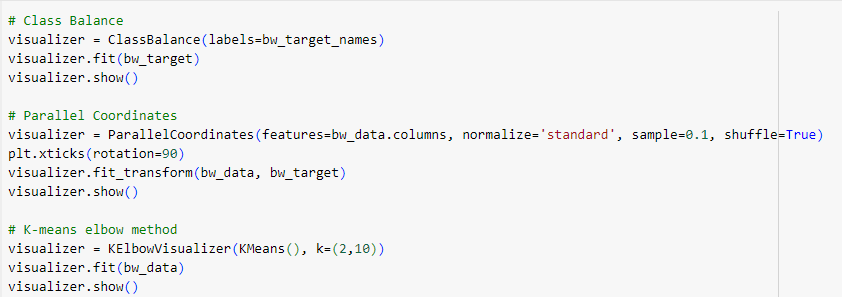 # Class Balance
visualizer = ClassBalance(labels=bw_target_names)
visualizer.fit(bw_target)
visualizer.show()
# Parallel Coordinates
visualizer = ParallelCoordinates(features=bw_data.columns, normalize='standard', sample=0.1, shuffle=True)
plt.xticks(rotation=90)
visualizer.fit_transform(bw_data, bw_target)
visualizer.show()
# K-means elbow method
visualizer = KElbowVisualizer(KMeans(), k=(2,10))
visualizer.fit(bw_data)
visualizer.show()